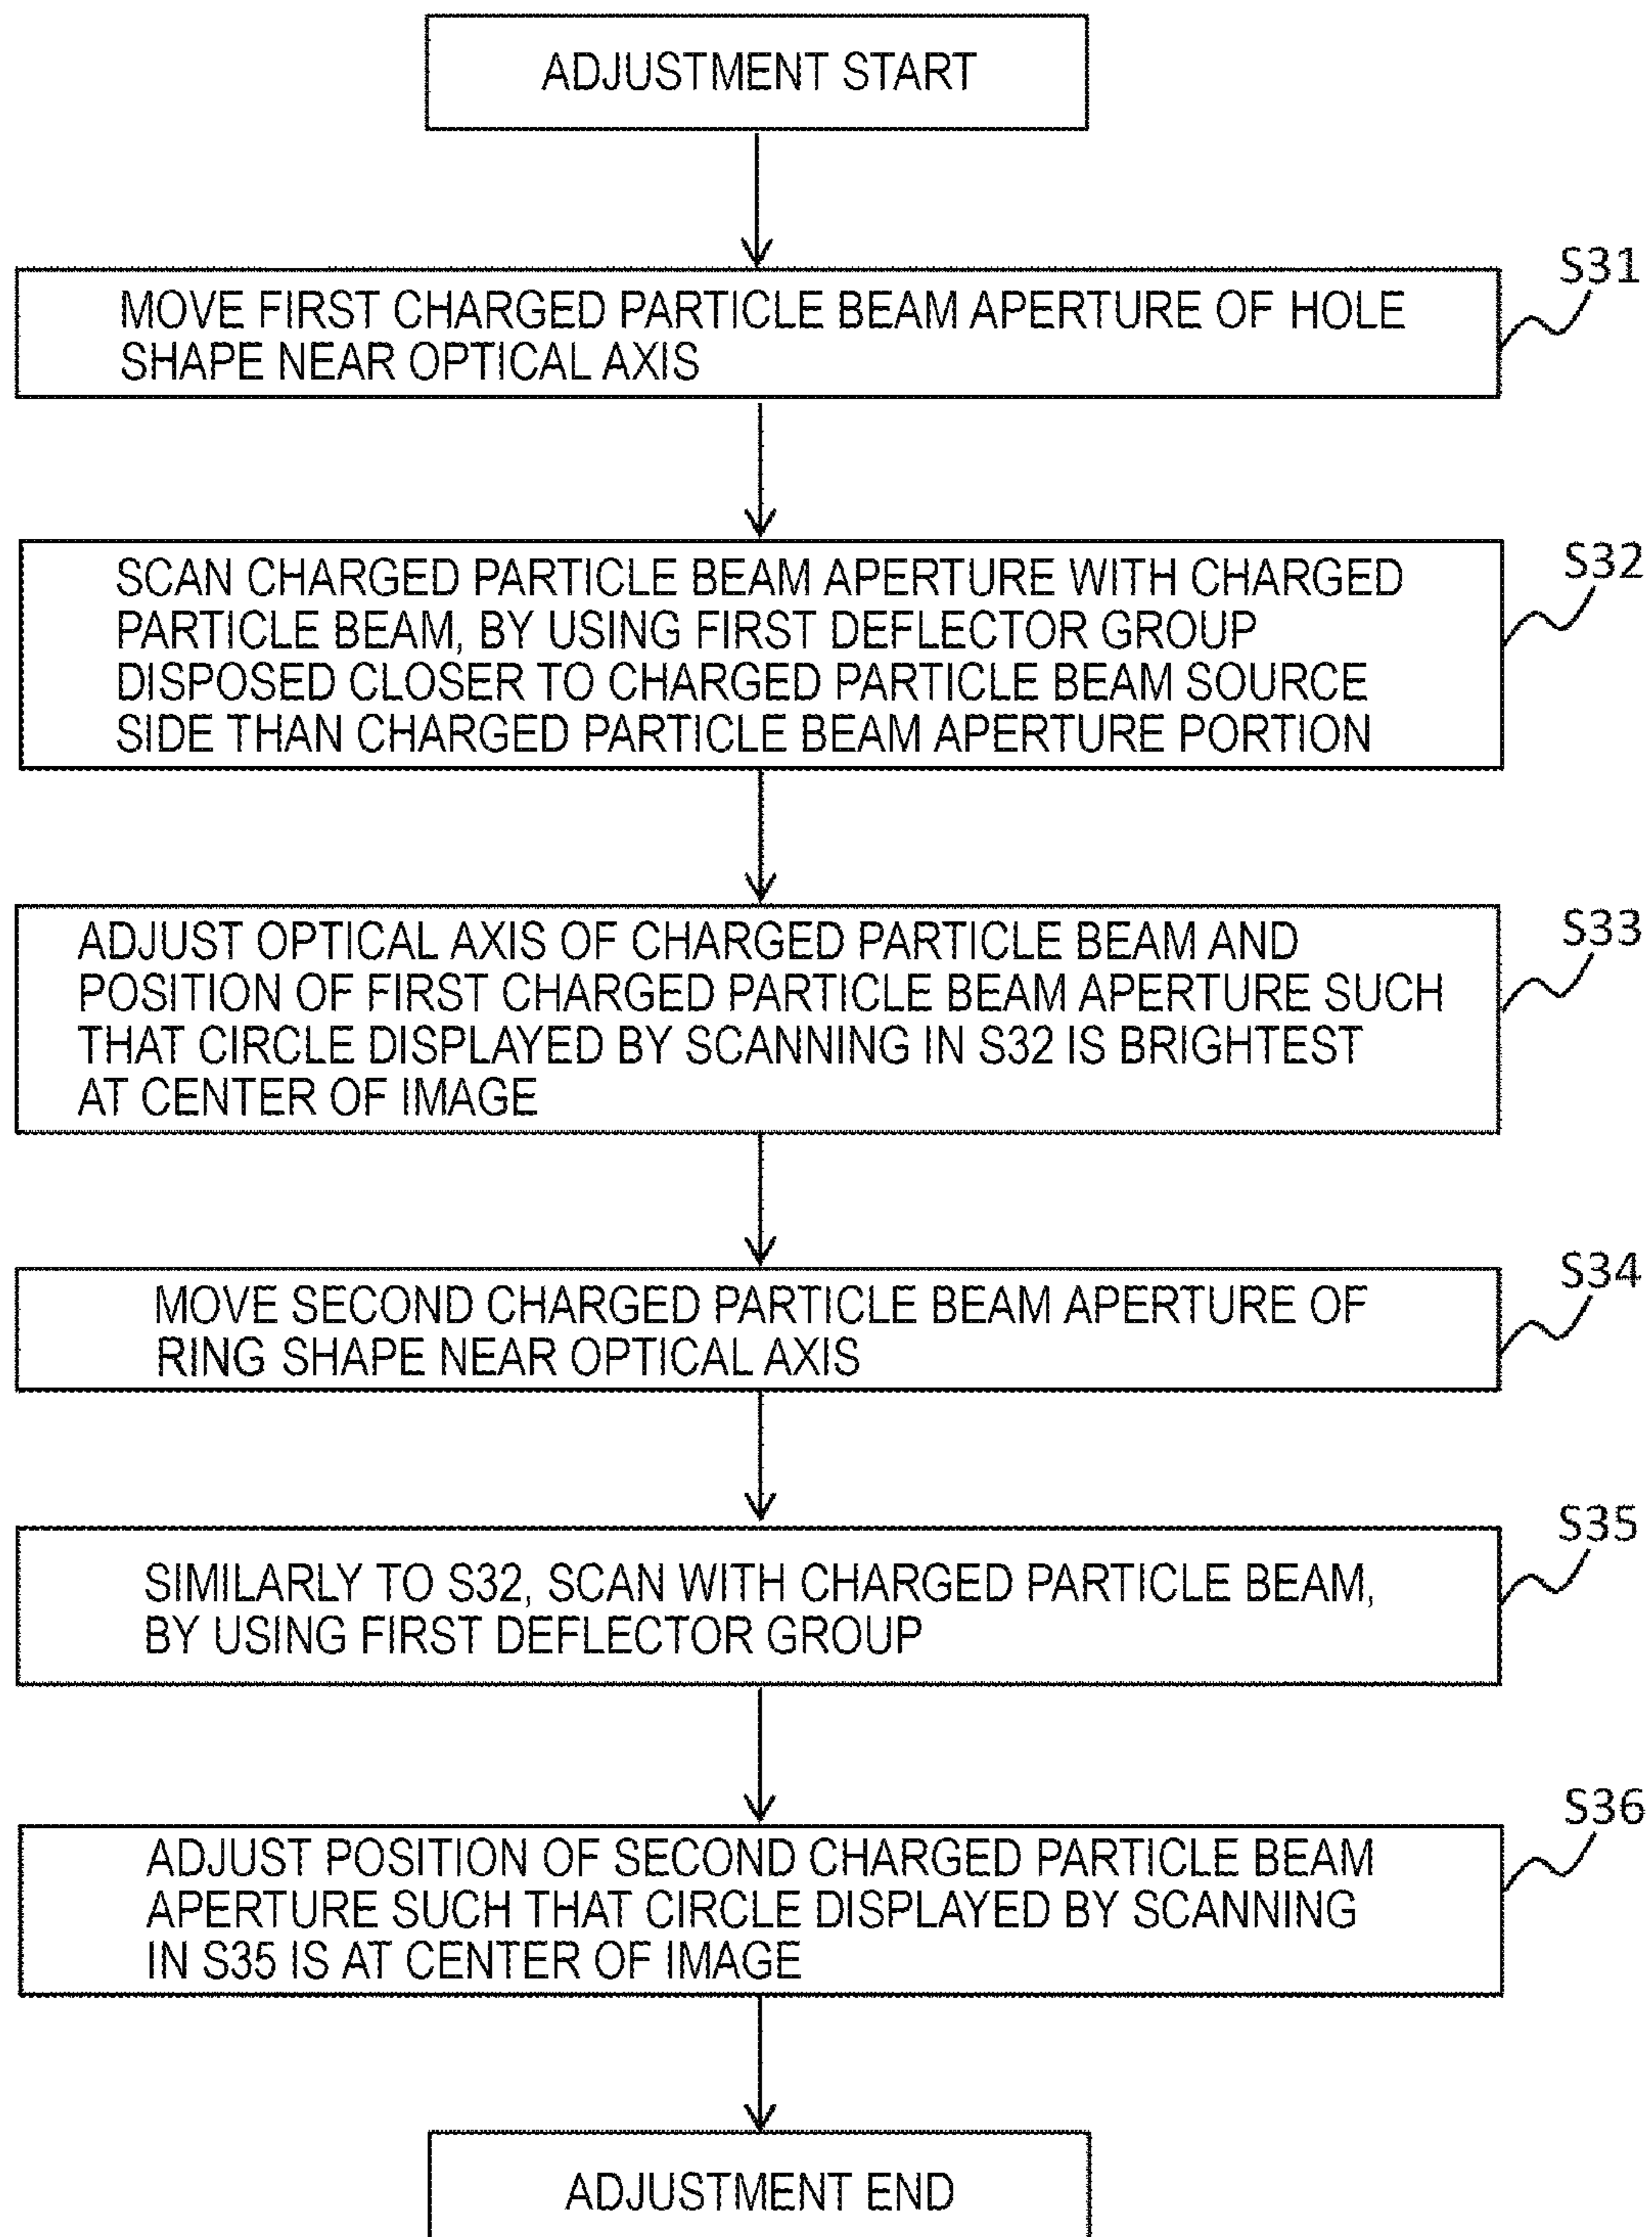 ADJUSTMENT START
S31
MOVE FIRST CHARGED PARTICLE BEAM APERTURE OF HOLE
SHAPE NEAR OPTICAL AXIS
S32
SCAN CHARGED PARTICLE BEAM APERTURE WITH CHARGED
PARTICLE BEAM, BY USING FIRST DEFLECTOR GROUP
DISPOSED CLOSER TO CHARGED PARTICLE BEAM SOURCE
SIDE THAN CHARGED PARTICLE BEAM APERTURE PORTION
S33
ADJUST OPTICAL AXIS OF CHARGED PARTICLE BEAM AND
POSITION OF FIRST CHARGED PARTICLE BEAM APERTURE SUCH
THAT CIRCLE DISPLAYED BY SCANNING IN S32 IS BRIGHTEST
AT CENTER OF IMAGE
S34
MOVE SECOND CHARGED PARTICLE BEAM APERTURE OF
RING SHAPE NEAR OPTICAL AXIS
S35
SIMILARLY TO S32, SCAN WITH CHARGED PARTICLE BEAM,
BY USING FIRST DEFLECTOR GROUP
S36
ADJUST POSITION OF SECOND CHARGED PARTICLE BEAM
APERTURE SUCH THAT CIRCLE DISPLAYED BY SCANNING
IN S35 IS AT CENTER OF IMAGE
ADJUSTMENT END